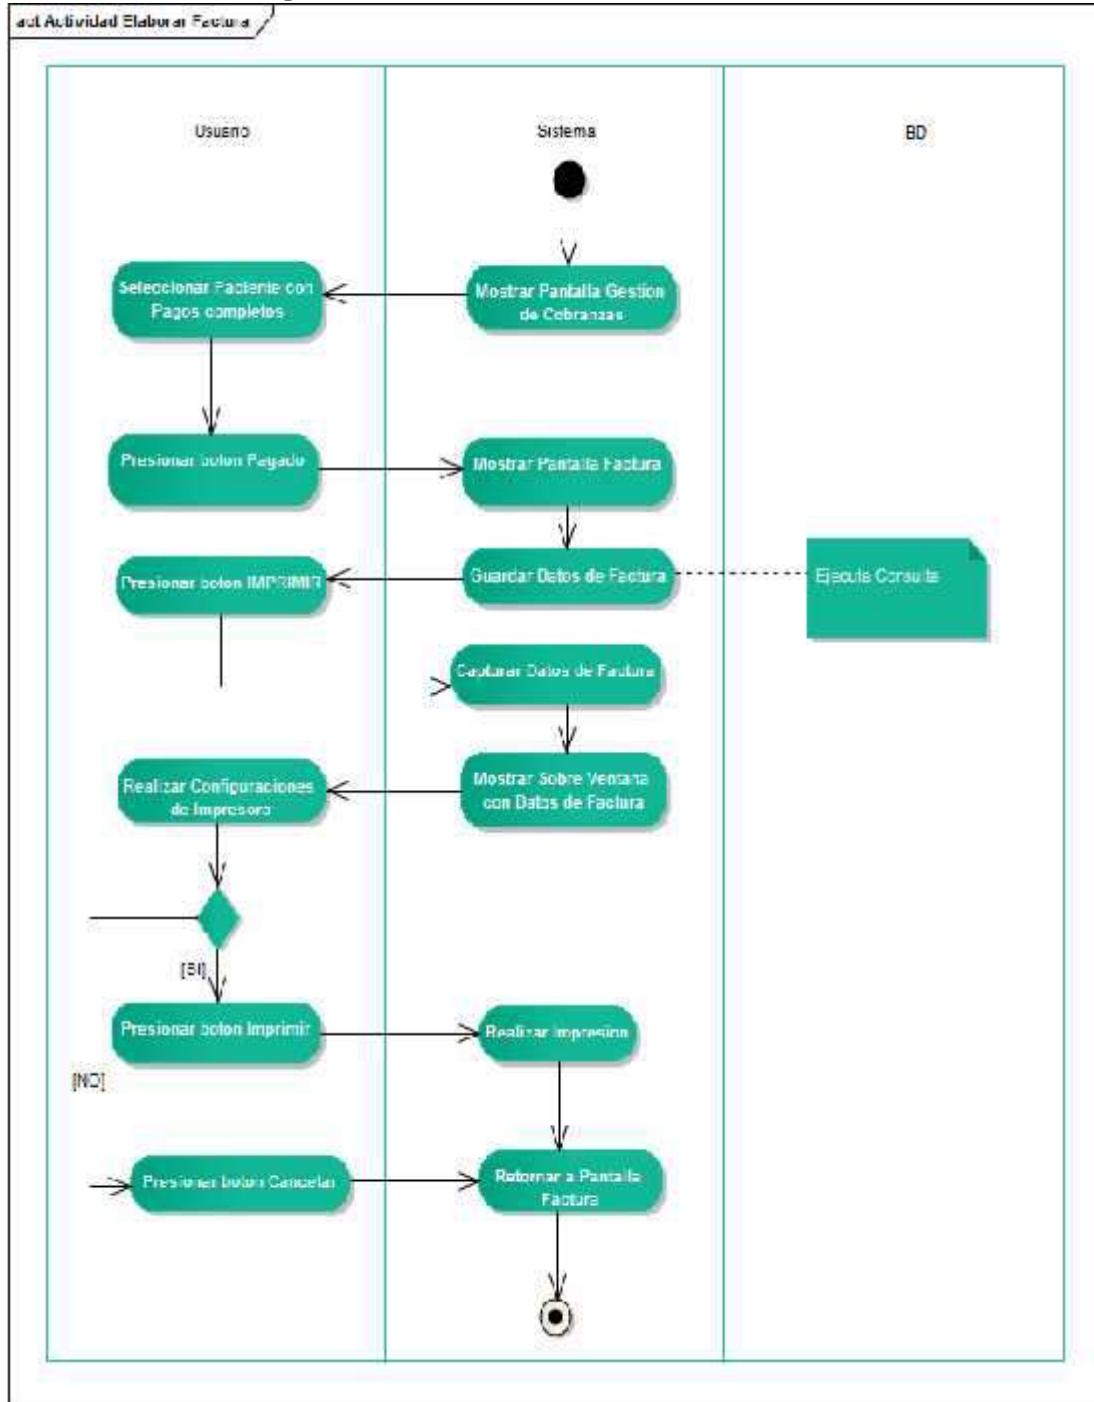 act Actividad Elaborar Factura
Usuario
Sistema
BD
Seleccionar Paciente con
Pagos completos
Mostrar Pantalla Gestion
de Cobranzas
Presionar boton Pagado
Mostrar Pantalla Factura
Presionar boton IMPRIMIR
Guardar Datos de Factura
Ejecuta Consulta
Capturar Datos de Factura
Realizar Configuraciones
de Impresora
Mostrar Sobre Ventana
con Datos de Factura
[SI]
Presionar boton Imprimir
Realizar Impresion
[NO]
Presionar boton Cancelar
Retornar a Pantalla
Factura